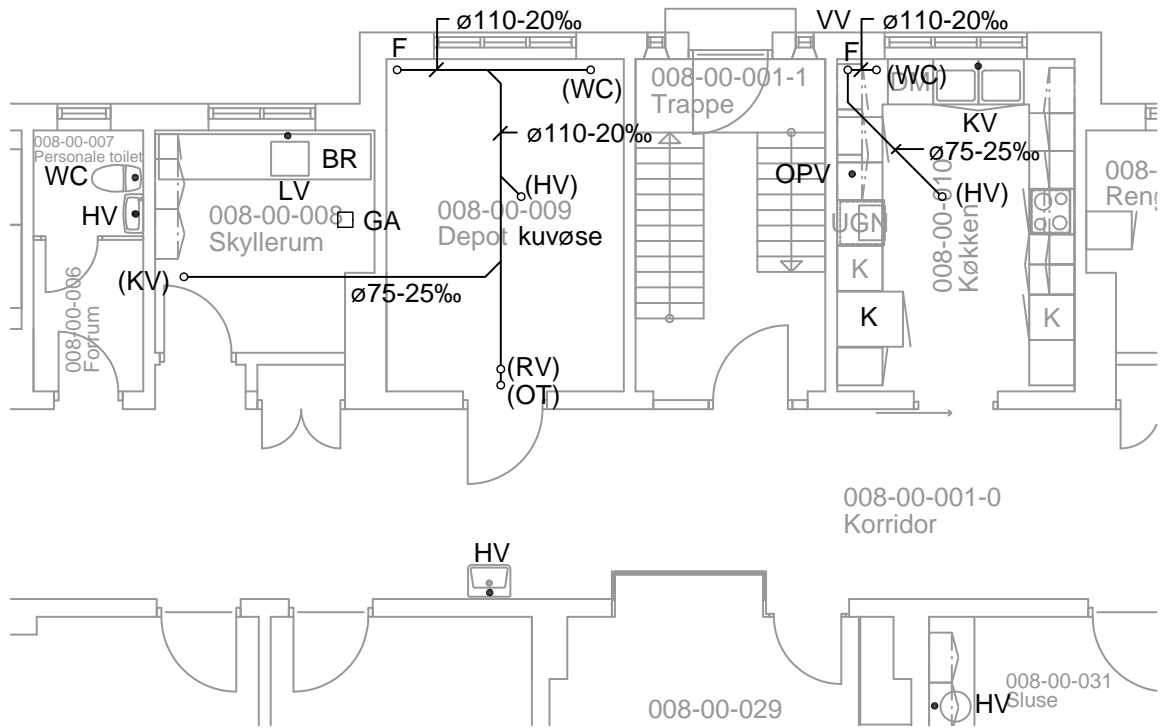 ø110-20‰
VV
ø110-20‰
F
F
(WC)
008-00-001-1
Trappe
(WC)
DM
008-00-007
Personale toilet
WC
BR
ø110-20‰
KV
ø75-25‰
LV
(HV)
OPV
(HV)
HV
008-00-008
Skyllerum
GA
008-00-009
Depot kuvøse
UGN
008-00-010
Køkken
008-
Reng
(KV)
ø75-25‰
K
008-00-006
Forrum
K
K
(RV)
(OT)
008-00-001-0
Korridor
HV
008-00-031
Sluse
HV
008-00-029